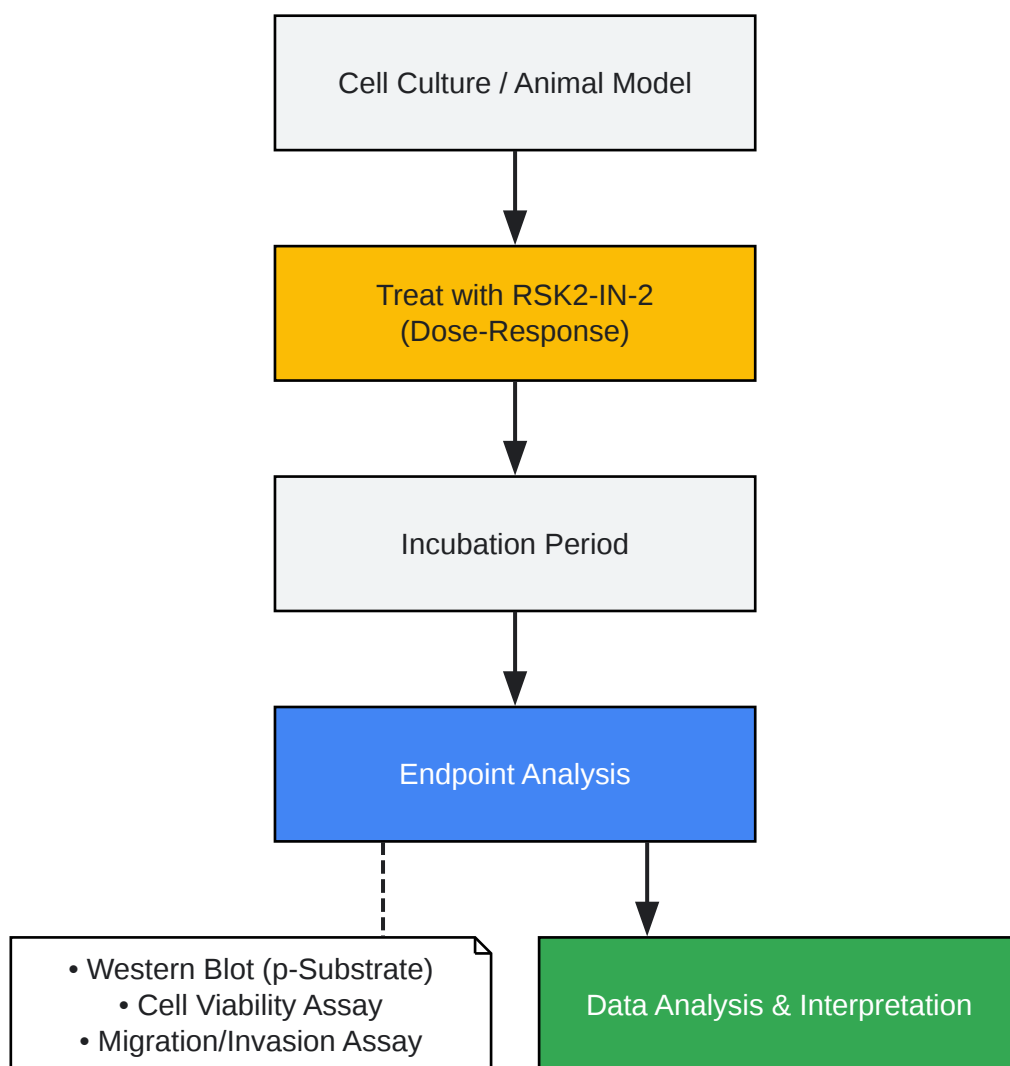 Cell Culture / Animal Model
Treat with RSK2-IN-2
(Dose-Response)
Incubation Period
Endpoint Analysis
• Western Blot (p-Substrate)
• Cell Viability Assay
• Migration/Invasion Assay
Data Analysis & Interpretation